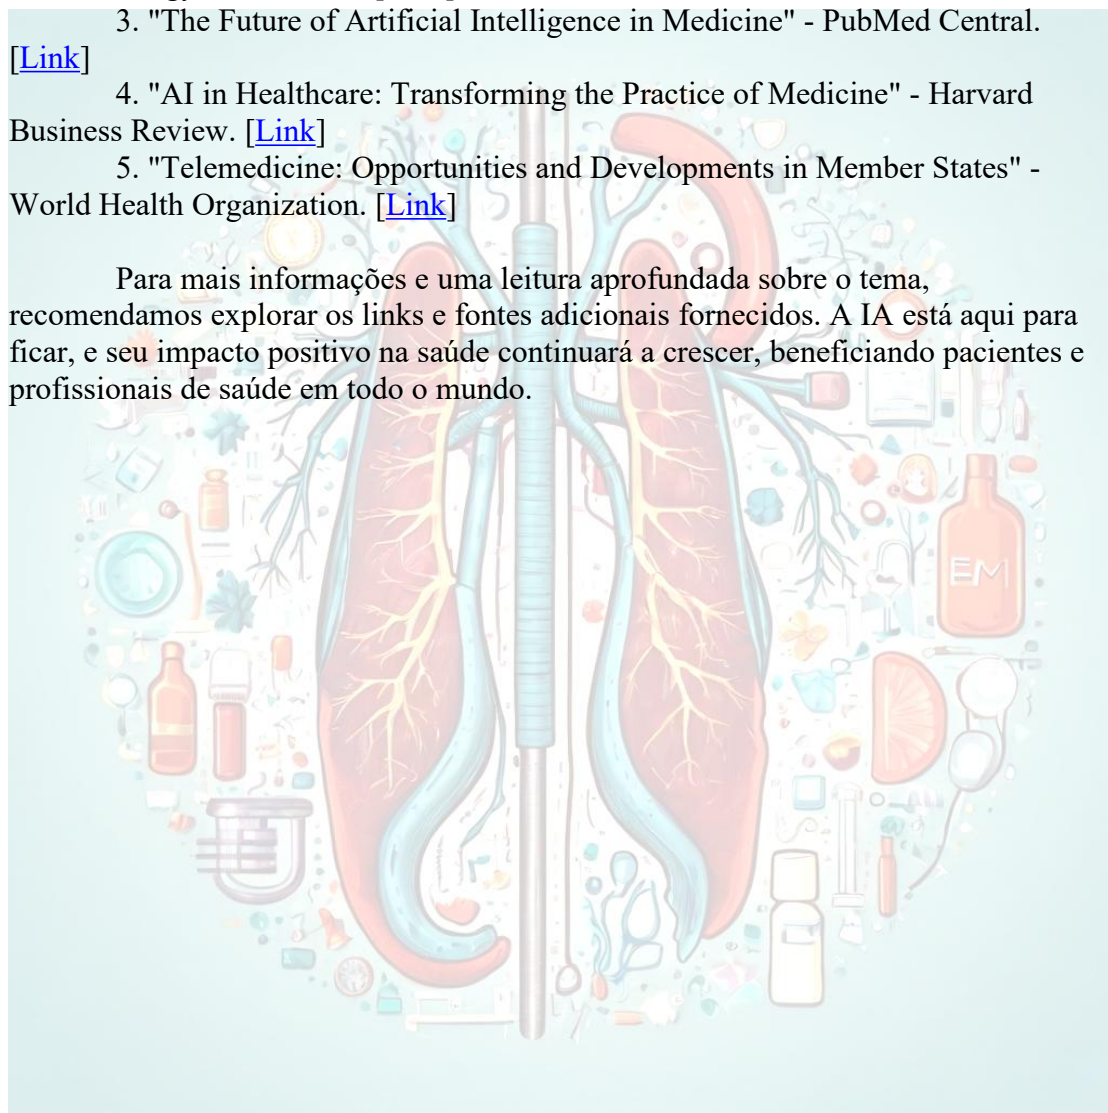 3. "The Future of Artificial Intelligence in Medicine" - PubMed Central.
[Link]
4. "AI in Healthcare: Transforming the Practice of Medicine" - Harvard
Business Review. [Link]
5. "Telemedicine: Opportunities and Developments in Member States" -
World Health Organization. [Link]
Para mais informações e uma leitura aprofundada sobre o tema,
recomendamos explorar os links e fontes adicionais fornecidos. A IA está aqui para
ficar, e seu impacto positivo na saúde continuará a crescer, beneficiando pacientes e
profissionais de saúde em todo o mundo.
EM